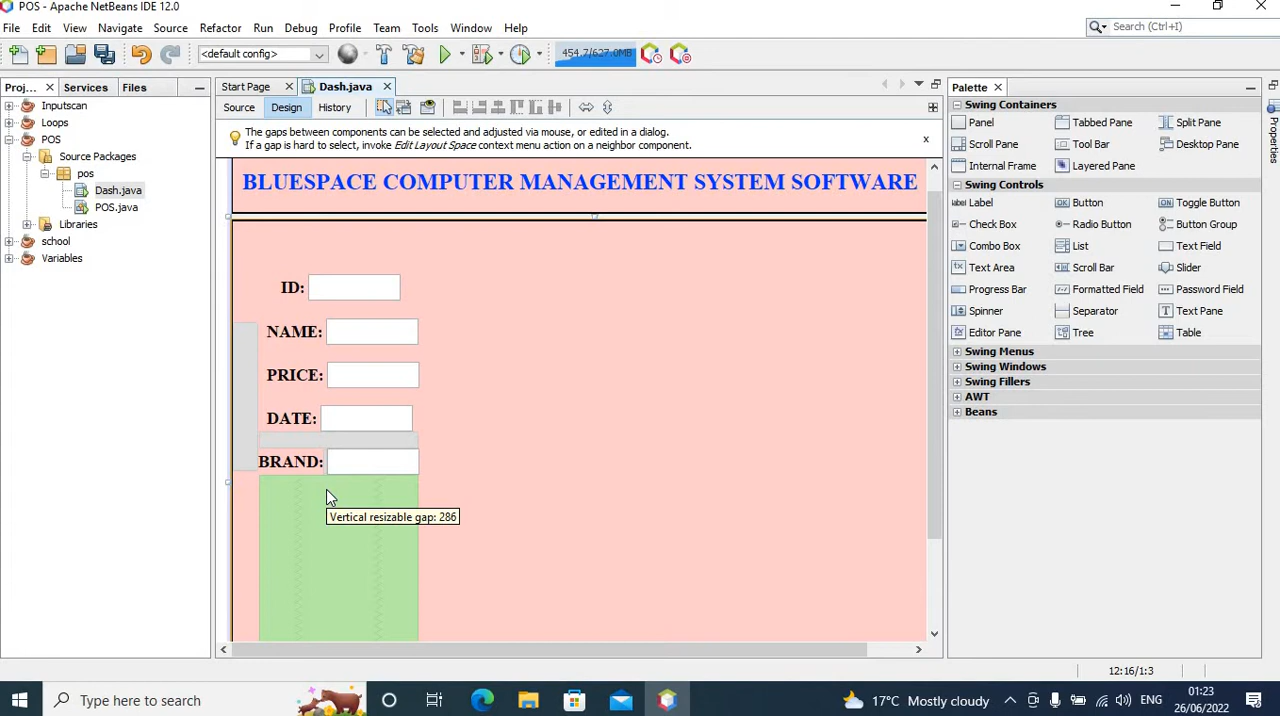 POS - Apache NetBeans IDE 12.0
File Edit View Navigate Source Refactor Run Debug Profile Team Tools Window Help
Search (Ctrl+I)
<default config>
454.7/627.0MB
Proj... Services Files
Start Page Dash.java
Palette
Properties
Inputscan
Loops
POS
Source Packages
pos
Dash.java
POS.java
Libraries
school
Variables
Source Design History
The gaps between components can be selected and adjusted via mouse, or edited in a dialog.
If a gap is hard to select, invoke Edit Layout Space context menu action on a neighbor component.
BLUESPACE COMPUTER MANAGEMENT SYSTEM SOFTWARE
ID:
NAME:
PRICE:
DATE:
BRAND:
Vertical resizable gap: 286
Swing Containers
Panel Tabbed Pane Split Pane
Scroll Pane Tool Bar Desktop Pane
Internal Frame Layered Pane
Swing Controls
label Label OK Button ON Toggle Button
Check Box Radio Button Button Group
Combo Box List Text Field
Text Area Scroll Bar Slider
Progress Bar Formatted Field Password Field
Spinner Separator Text Pane
Editor Pane Tree Table
Swing Menus
Swing Windows
Swing Fillers
AWT
Beans
12:16/1:3
Type here to search
17°C Mostly cloudy
ENG
01:23
26/06/2022